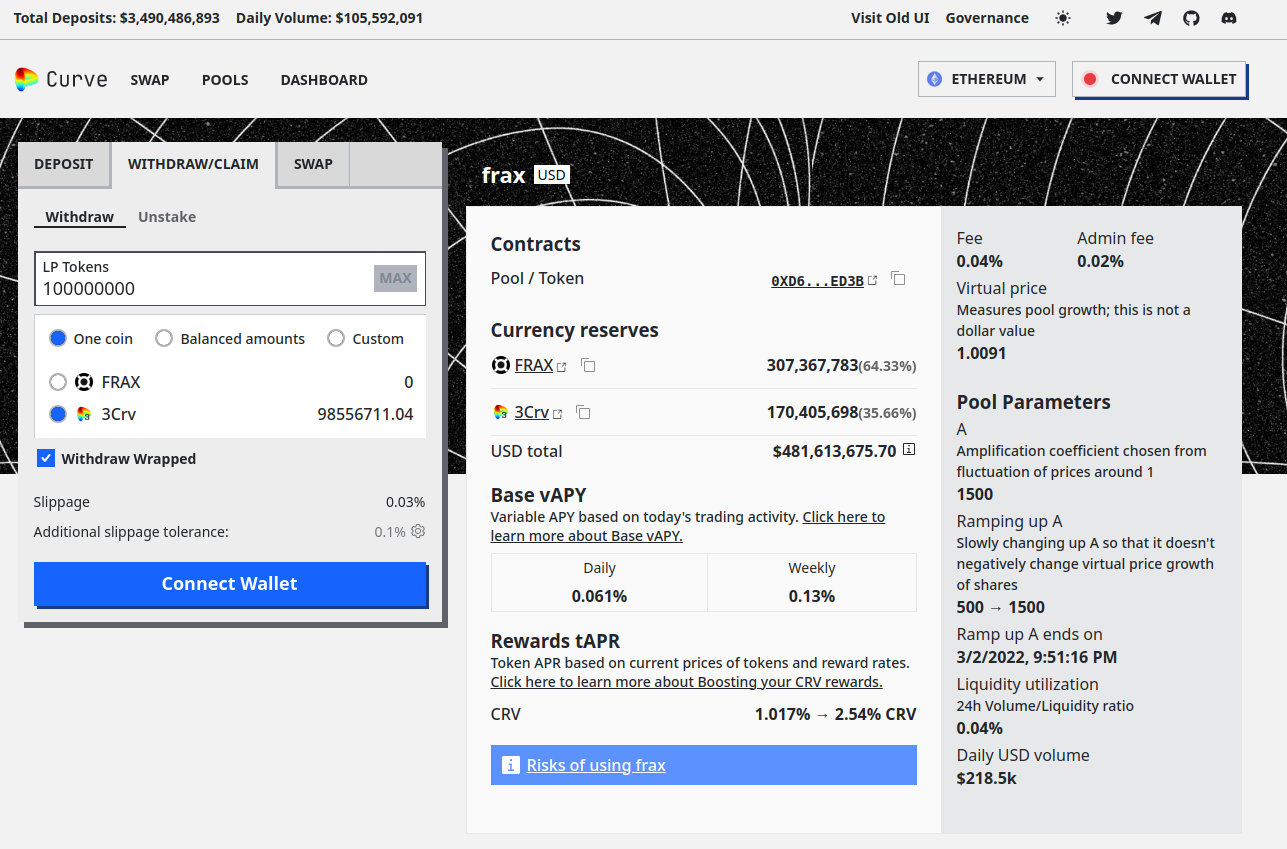 Total Deposits: $3,490,486,893 Daily Volume: $105,592,091 Visit Old UI Governance
Curve SWAP POOLS DASHBOARD ETHEREUM CONNECT WALLET
DEPOSIT WITHDRAW/CLAIM SWAP
Withdraw Unstake
LP Tokens
100000000 MAX
One coin Balanced amounts Custom
FRAX 0
3Crv 98556711.04
Withdraw Wrapped
Slippage 0.03%
Additional slippage tolerance: 0.1%
Connect Wallet
frax USD
Contracts
Pool / Token 0XD6...ED3B
Currency reserves
FRAX 307,367,783(64.33%)
3Crv 170,405,698(35.66%)
USD total $481,613,675.70
Base vAPY
Variable APY based on today's trading activity. Click here to
learn more about Base vAPY.
Daily Weekly
0.061% 0.13%
Rewards tAPR
Token APR based on current prices of tokens and reward rates.
Click here to learn more about Boosting your CRV rewards.
CRV 1.017% → 2.54% CRV
Risks of using frax
Fee Admin fee
0.04% 0.02%
Virtual price
Measures pool growth; this is not a
dollar value
1.0091
Pool Parameters
A
Amplification coefficient chosen from
fluctuation of prices around 1
1500
Ramping up A
Slowly changing up A so that it doesn't
negatively change virtual price growth
of shares
500 → 1500
Ramp up A ends on
3/2/2022, 9:51:16 PM
Liquidity utilization
24h Volume/Liquidity ratio
0.04%
Daily USD volume
$218.5k